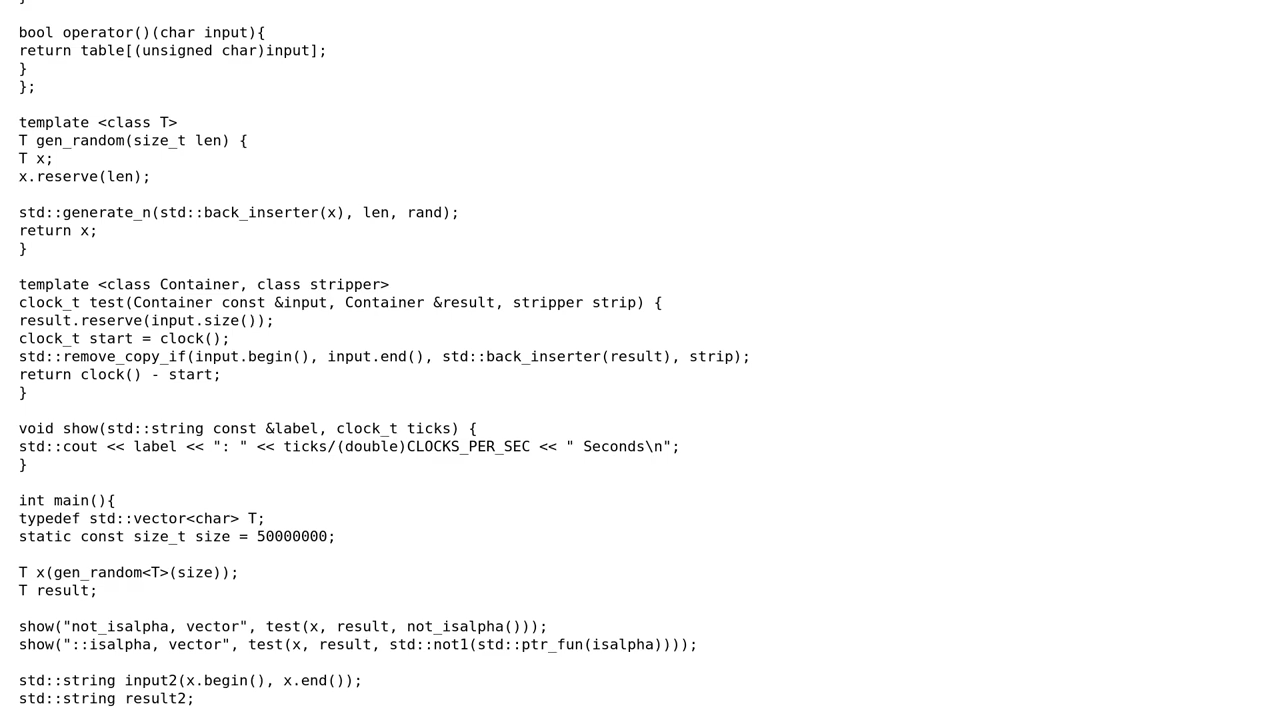 }
bool operator()(char input){
return table[(unsigned char)input];
}
};
template <class T>
T gen_random(size_t len) {
T x;
x.reserve(len);
std::generate_n(std::back_inserter(x), len, rand);
return x;
}
template <class Container, class stripper>
clock_t test(Container const &input, Container &result, stripper strip) {
result.reserve(input.size());
clock_t start = clock();
std::remove_copy_if(input.begin(), input.end(), std::back_inserter(result), strip);
return clock() - start;
}
void show(std::string const &label, clock_t ticks) {
std::cout << label << ": " << ticks/(double)CLOCKS_PER_SEC << " Seconds\n";
}
int main(){
typedef std::vector<char> T;
static const size_t size = 50000000;
T x(gen_random<T>(size));
T result;
show("not_isalpha, vector", test(x, result, not_isalpha()));
show("::isalpha, vector", test(x, result, std::not1(std::ptr_fun(isalpha))));
std::string input2(x.begin(), x.end());
std::string result2;